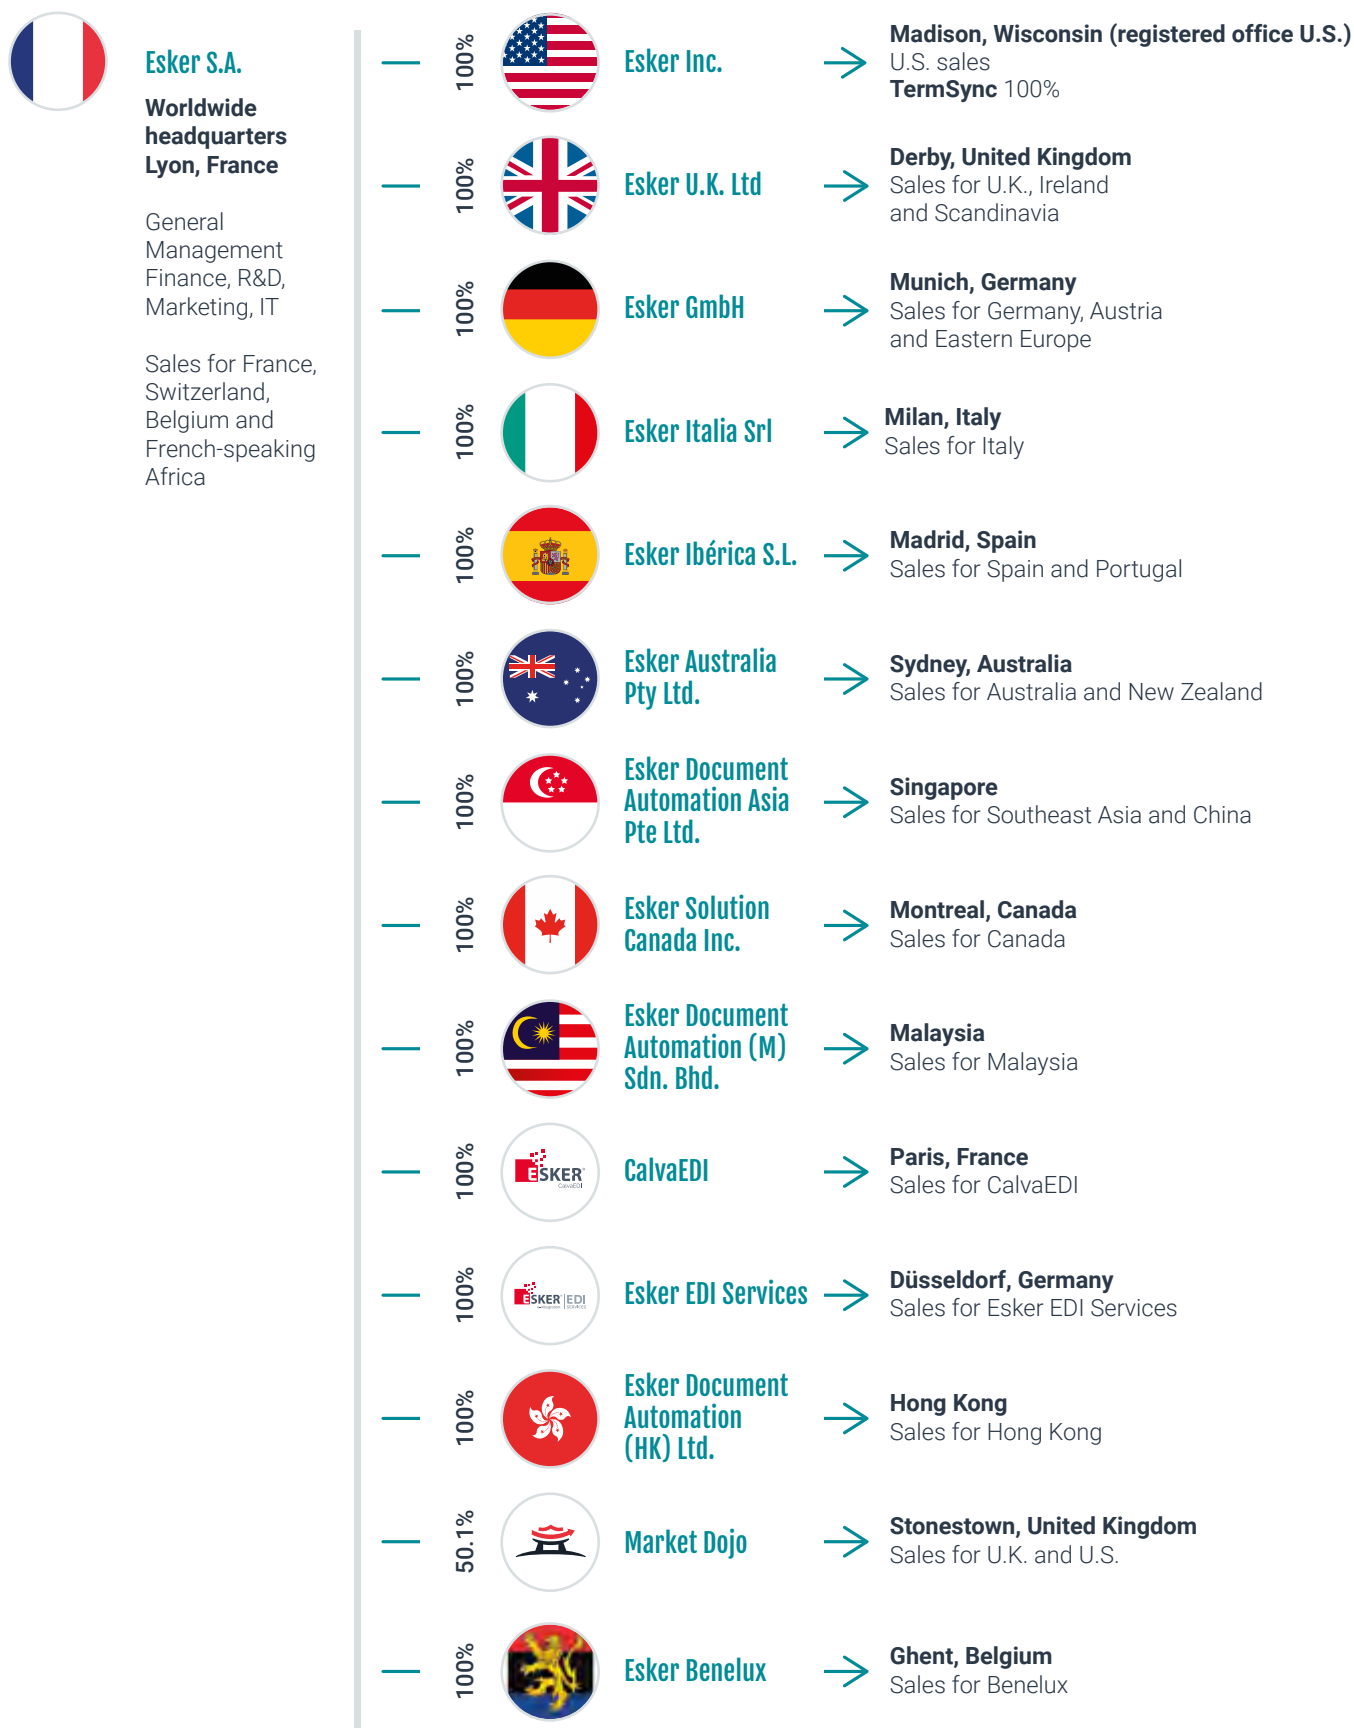 Esker S.A.
Worldwide
headquarters
Lyon, France
General
Management
Finance, R&D,
Marketing, IT
Sales for France,
Switzerland,
Belgium and
French-speaking
Africa
100%
Esker Inc.
Madison, Wisconsin (registered office U.S.)
U.S. sales
TermSync 100%
100%
Esker U.K. Ltd
Derby, United Kingdom
Sales for U.K., Ireland
and Scandinavia
100%
Esker GmbH
Munich, Germany
Sales for Germany, Austria
and Eastern Europe
100%
Esker Italia Srl
Milan, Italy
Sales for Italy
100%
Esker Ibérica S.L.
Madrid, Spain
Sales for Spain and Portugal
100%
Esker Australia
Pty Ltd.
Sydney, Australia
Sales for Australia and New Zealand
100%
Esker Document
Automation Asia
Pte Ltd.
Singapore
Sales for Southeast Asia and China
100%
Esker Solution
Canada Inc.
Montreal, Canada
Sales for Canada
100%
Esker Document
Automation (M)
Sdn. Bhd.
Malaysia
Sales for Malaysia
100%
ESKER
CalvaEDI
CalvaEDI
Paris, France
Sales for CalvaEDI
100%
ESKER EDI
SERVICES
Esker EDI Services
Düsseldorf, Germany
Sales for Esker EDI Services
100%
Esker Document
Automation
(HK) Ltd.
Hong Kong
Sales for Hong Kong
50.1%
Market Dojo
Stonestown, United Kingdom
Sales for U.K. and U.S.
100%
Esker Benelux
Ghent, Belgium
Sales for Benelux